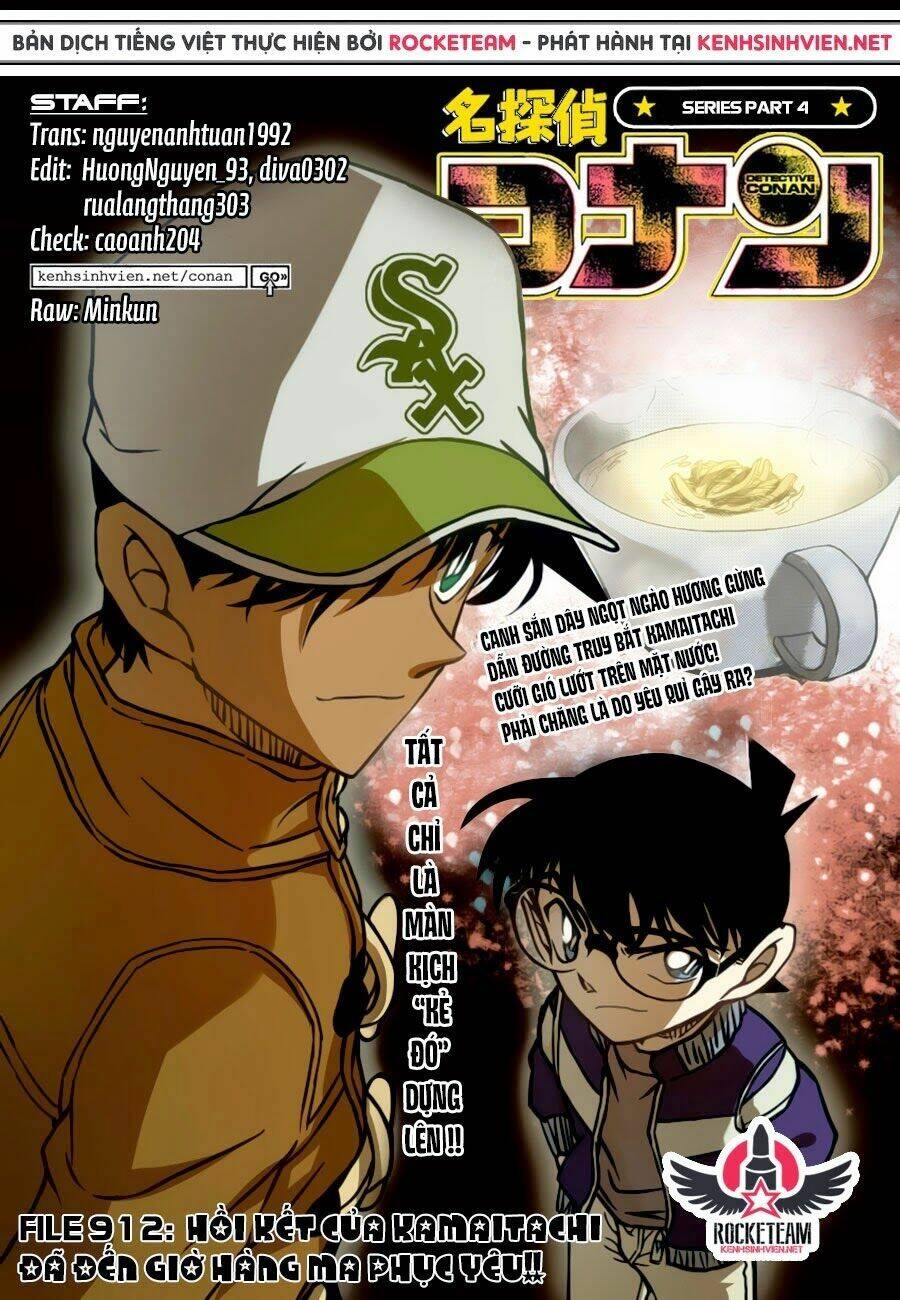 BẢN DỊCH TIẾNG VIỆT THỰC HIỆN BỞI ROCKETEAM - PHÁT HÀNH TẠI KENHSINHVIEN.NET
STAFF:
Trans: nguyenanhtuan1992
Edit: HuongNguyen_93, diva0302
rualangthang303
Check: caoanh204
kenhsinhvien.net/conan GO»
Raw: Minkun
名探偵
SERIES PART 4
コナン
DETECTIVE
CONAN
SOX
CANH SẮN DÂY NGỌT NGÀO HƯƠNG GỪNG
DẪN ĐƯỜNG TRUY BẮT KAMAITACHI
CƯỠI GIÓ LƯỚT TRÊN MẶT NƯỚC!
PHẢI CHĂNG LÀ DO YÊU QUÌ GÂY RA?
TẤT
CẢ
CHỈ
LÀ
MÀN
KỊCH
"KẺ
ĐÓ"
DỰNG
LÊN!!
ROCKETEAM
KENHSINHVIEN.NET
FILE 912: HỒI KẾT CỦA KAMAITACHI
ĐÃ ĐẾN GIỜ HÀNG MA PHỤC YÊU!!